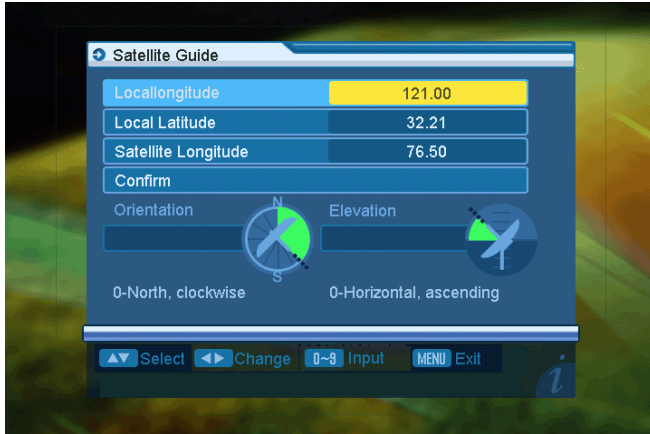 Satellite Guide
Locallongitude 121.00
Local Latitude 32.21
Satellite Longitude 76.50
Confirm
Orientation N Elevation
S
0-North, clockwise 0-Horizontal, ascending
Select Change 0~9 Input MENU Exit
i